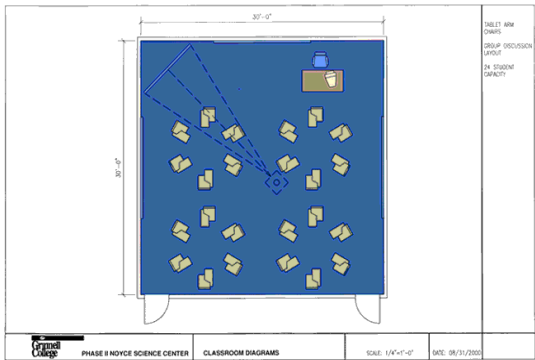 30'-0"
TABLET ARM
CHAIRS
GROUP DISCUSSION
LAYOUT
24 STUDENT
CAPACITY
30'-0"
Grinnell
College
PHASE II NOYCE SCIENCE CENTER
CLASSROOM DIAGRAMS
SCALE: 1/4"=1'-0"
DATE: 08/31/2000